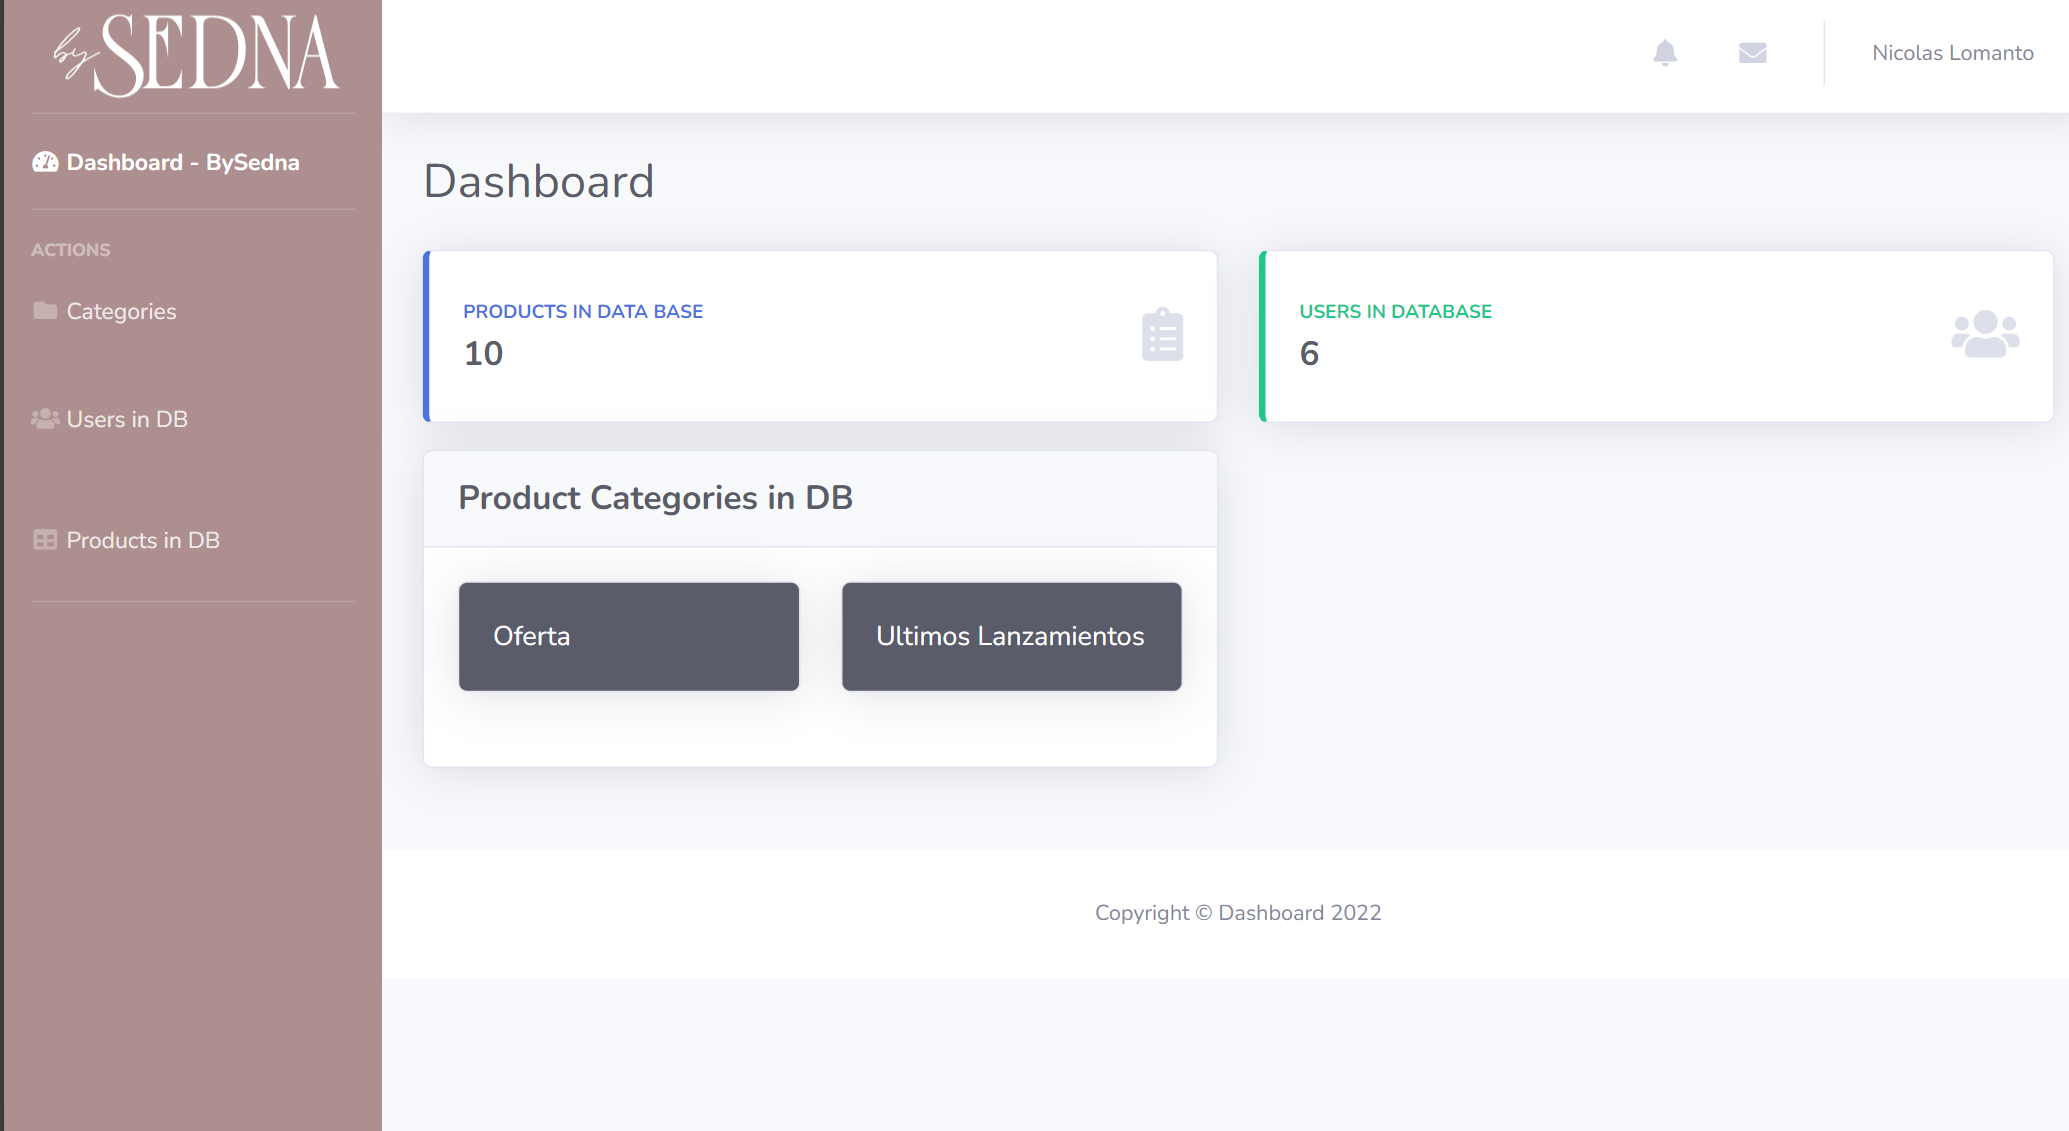 by SEDNA
Dashboard - BySedna
ACTIONS
Categories
Users in DB
Products in DB
Nicolas Lomanto
Dashboard
PRODUCTS IN DATA BASE
10
USERS IN DATABASE
6
Product Categories in DB
Oferta
Ultimos Lanzamientos
Copyright © Dashboard 2022